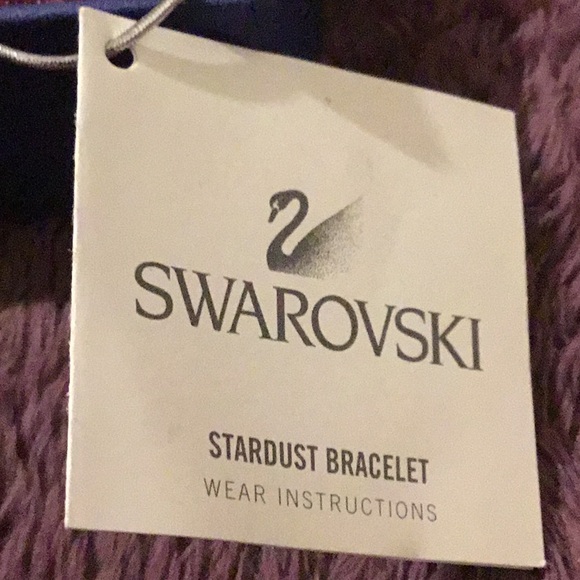 SWAROVSKI
STARDUST BRACELET
WEAR INSTRUCTIONS